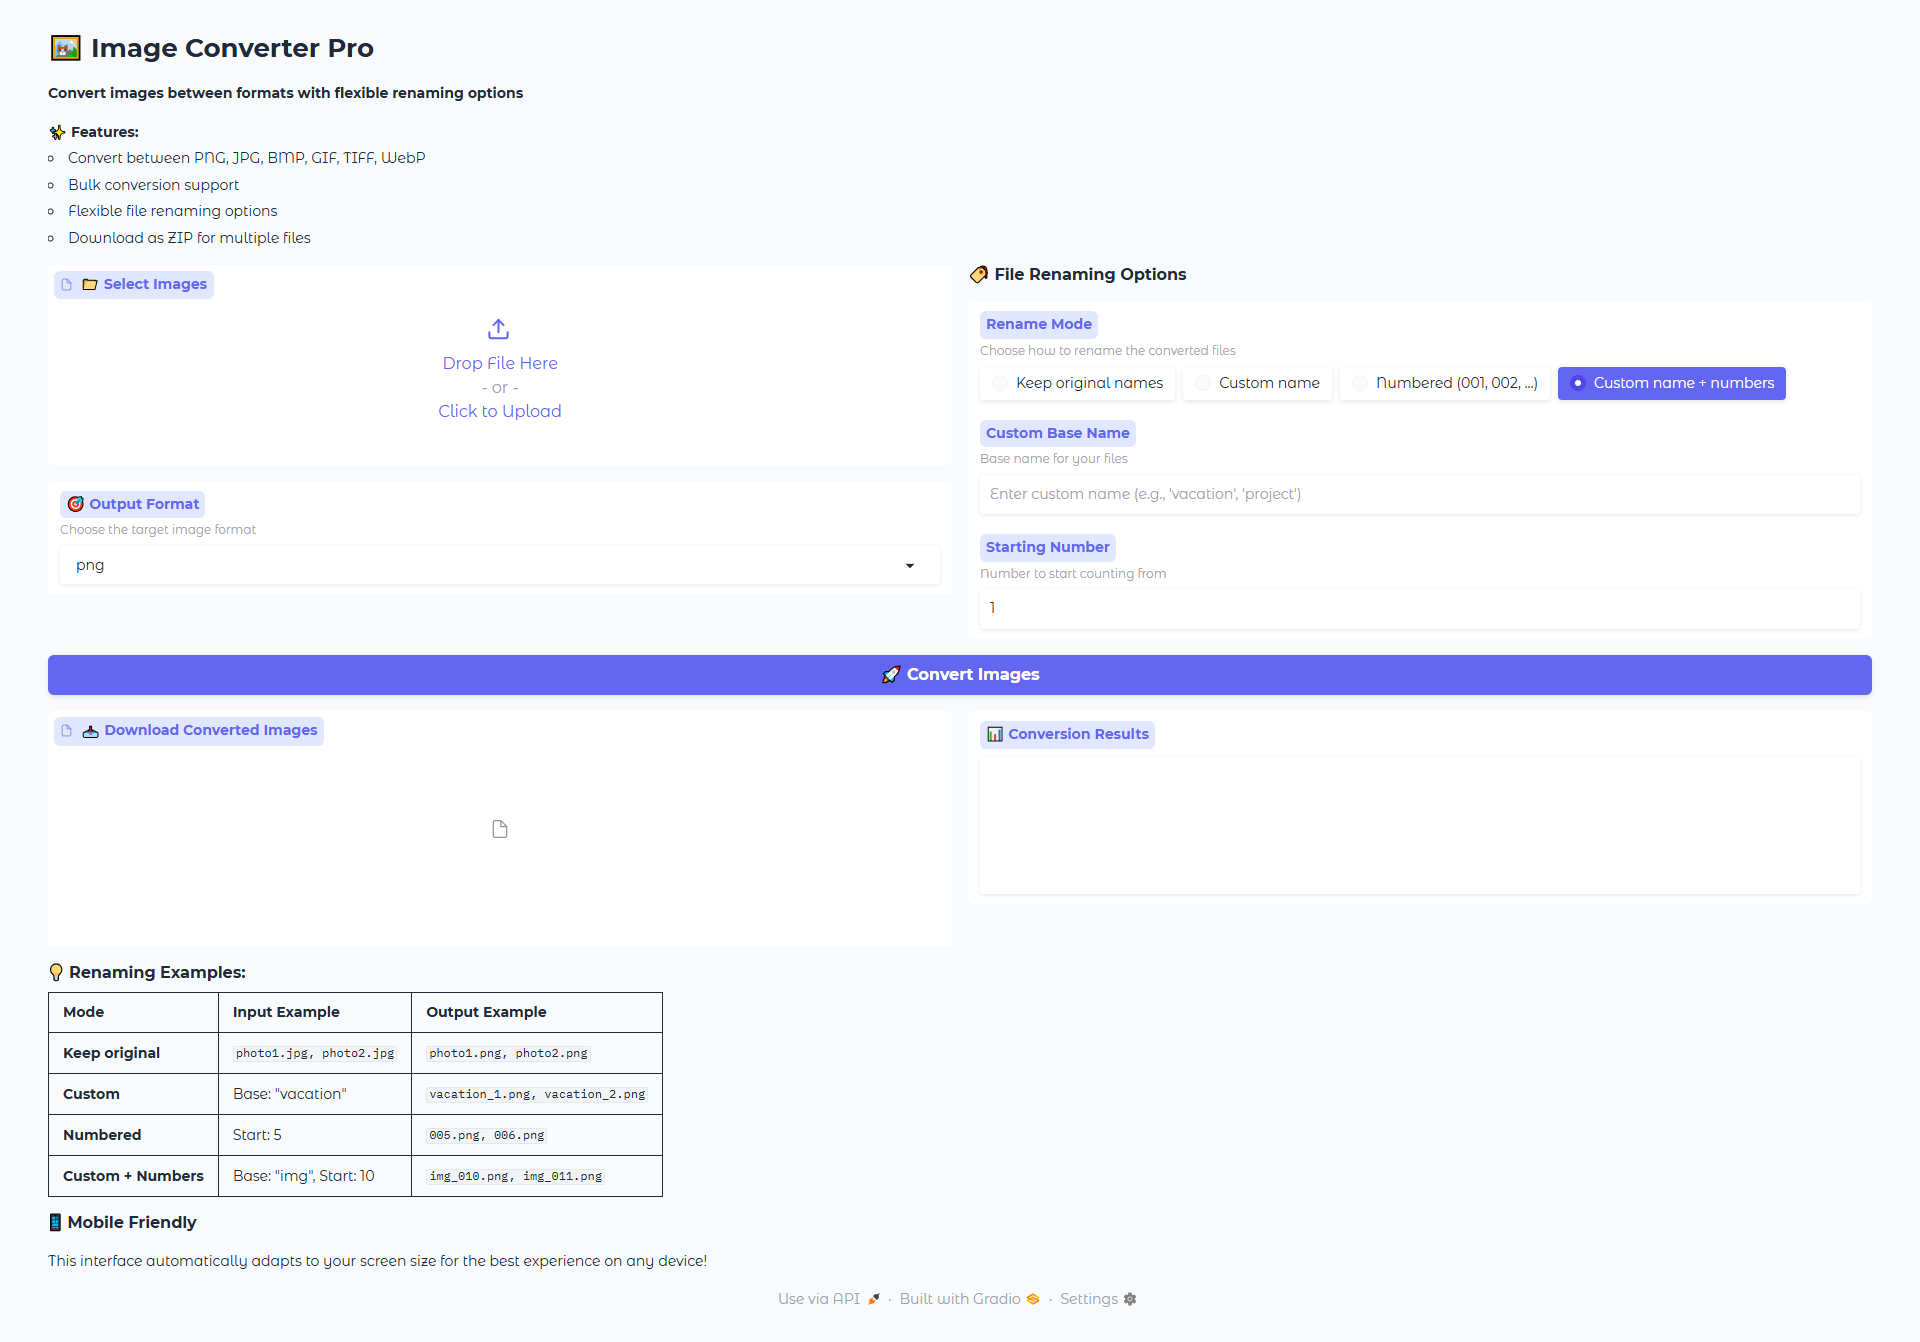 Image Converter Pro
Convert images between formats with flexible renaming options
Features:
Convert between PNG, JPG, BMP, GIF, TIFF, WebP
Bulk conversion support
Flexible file renaming options
Download as ZIP for multiple files
Select Images
Drop File Here
- or -
Click to Upload
Output Format
Choose the target image format
png
File Renaming Options
Rename Mode
Choose how to rename the converted files
Keep original names Custom name Numbered (001, 002, ...) Custom name + numbers
Custom Base Name
Base name for your files
Enter custom name (e.g., 'vacation', 'project')
Starting Number
Number to start counting from
1
Convert Images
Download Converted Images
Conversion Results
Renaming Examples:
Mode Input Example Output Example
Keep original photo1.jpg, photo2.jpg photo1.png, photo2.png
Custom Base: "vacation" vacation_1.png, vacation_2.png
Numbered Start: 5 005.png, 006.png
Custom + Numbers Base: "img", Start: 10 img_010.png, img_011.png
Mobile Friendly
This interface automatically adapts to your screen size for the best experience on any device!
Use via API · Built with Gradio · Settings